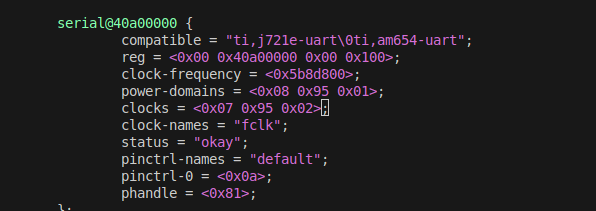 serial@40a00000 {
compatible = "ti,j721e-uart\0ti,am654-uart";
reg = <0x00 0x40a00000 0x00 0x100>;
clock-frequency = <0x5b8d800>;
power-domains = <0x08 0x95 0x01>;
clocks = <0x07 0x95 0x02>;
clock-names = "fclk";
status = "okay";
pinctrl-names = "default";
pinctrl-0 = <0x0a>;
phandle = <0x81>;
};